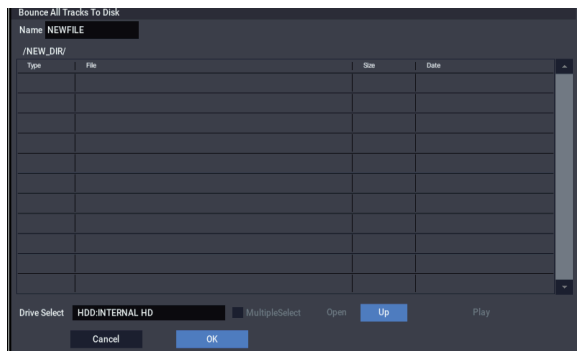 Bounce All Tracks To Disk
Name NEWFILE
/NEW_DIR/
Type File Size Date
Drive Select HDD:INTERNAL HD MultipleSelect Open Up Play
Cancel OK